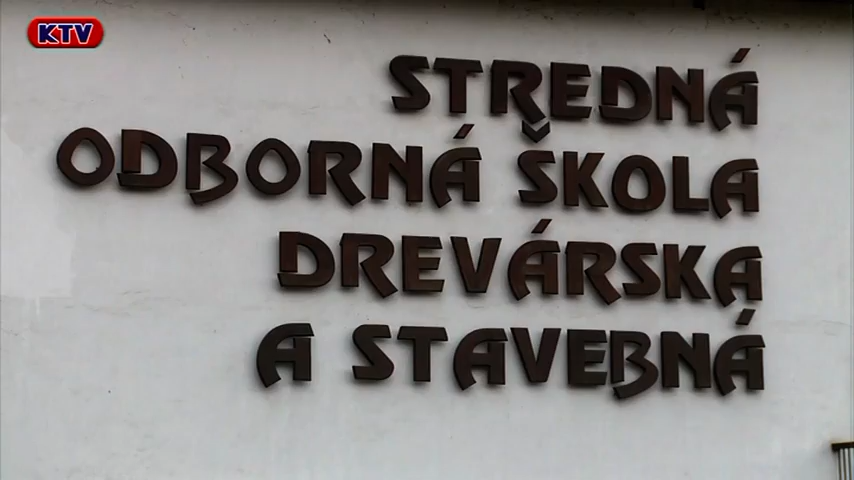 KTV
STREDNÁ
ODBORNÁ ŠKOLA
DREVÁRSKA
A STAVEBNÁ